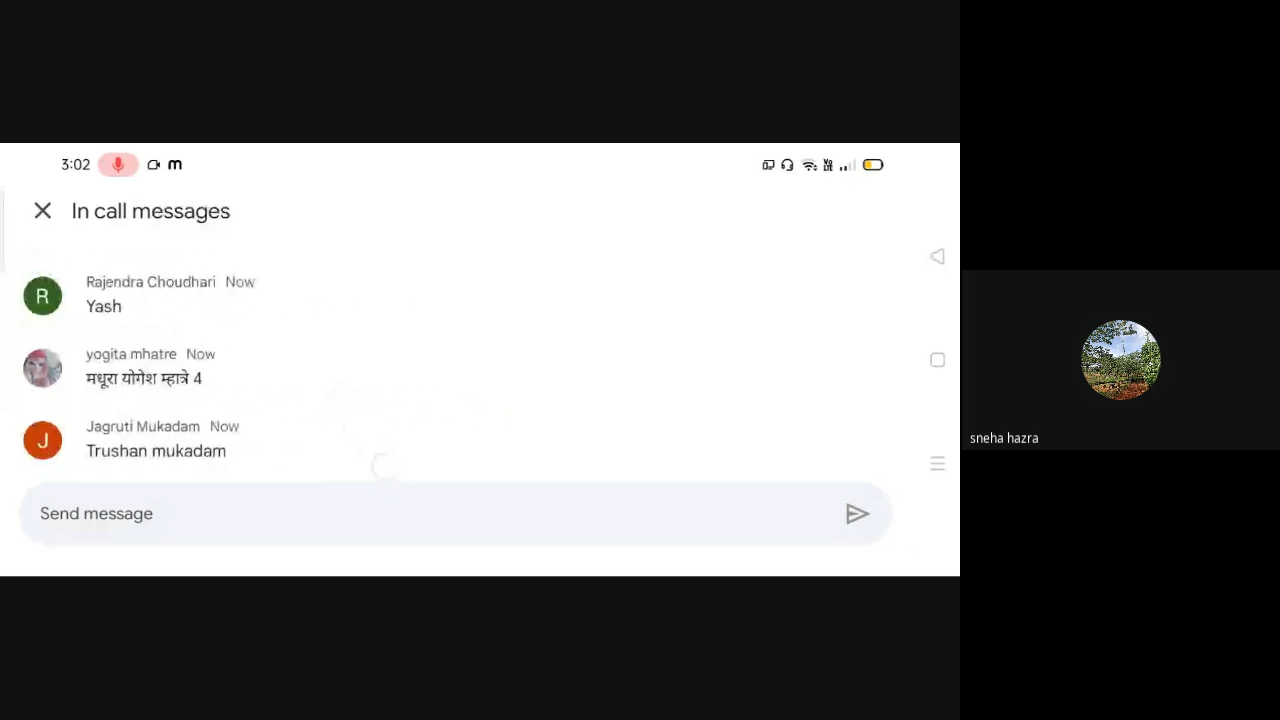 3:02
In call messages
R
Rajendra Choudhari Now
Yash
yogita mhatre Now
मधूरा योगेश म्हात्रे 4
J
Jagruti Mukadam Now
Trushan mukadam
Send message
sneha hazra